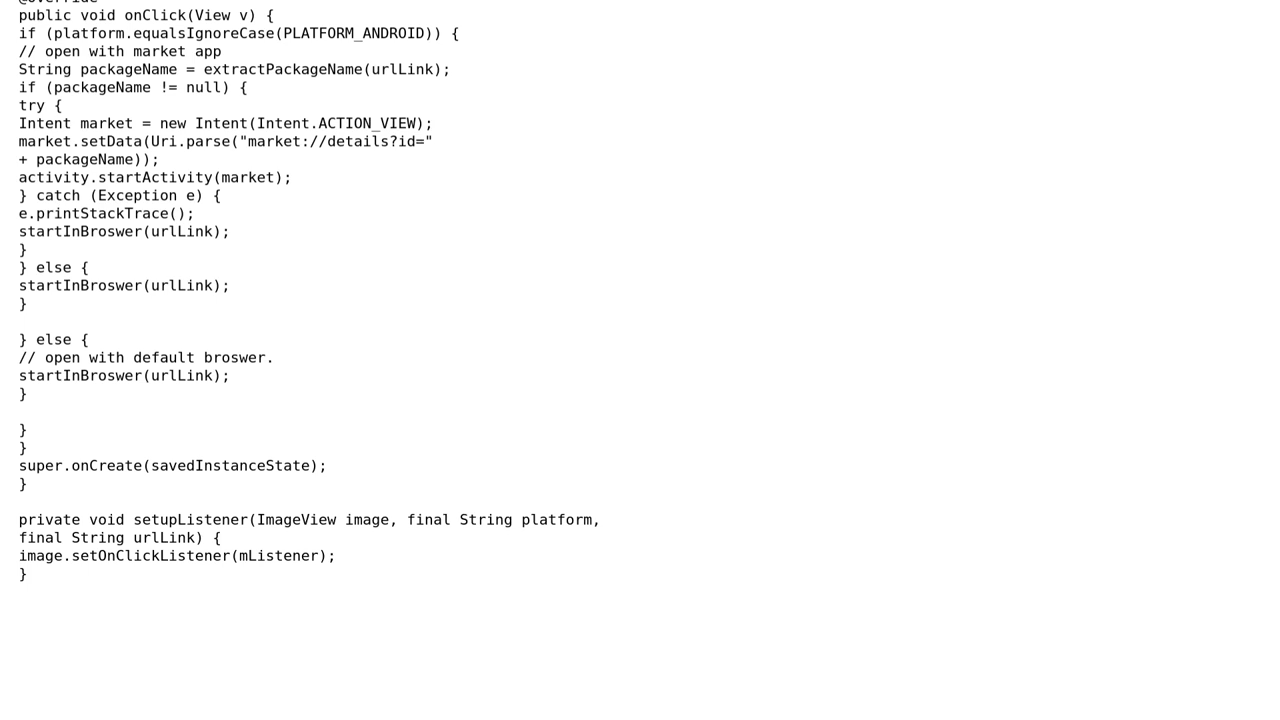 @Override
public void onClick(View v) {
if (platform.equalsIgnoreCase(PLATFORM_ANDROID)) {
// open with market app
String packageName = extractPackageName(urlLink);
if (packageName != null) {
try {
Intent market = new Intent(Intent.ACTION_VIEW);
market.setData(Uri.parse("market://details?id="
+ packageName));
activity.startActivity(market);
} catch (Exception e) {
e.printStackTrace();
startInBroswer(urlLink);
}
} else {
startInBroswer(urlLink);
}

} else {
// open with default broswer.
startInBroswer(urlLink);
}

}
}
super.onCreate(savedInstanceState);
}

private void setupListener(ImageView image, final String platform,
final String urlLink) {
image.setOnClickListener(mListener);
}